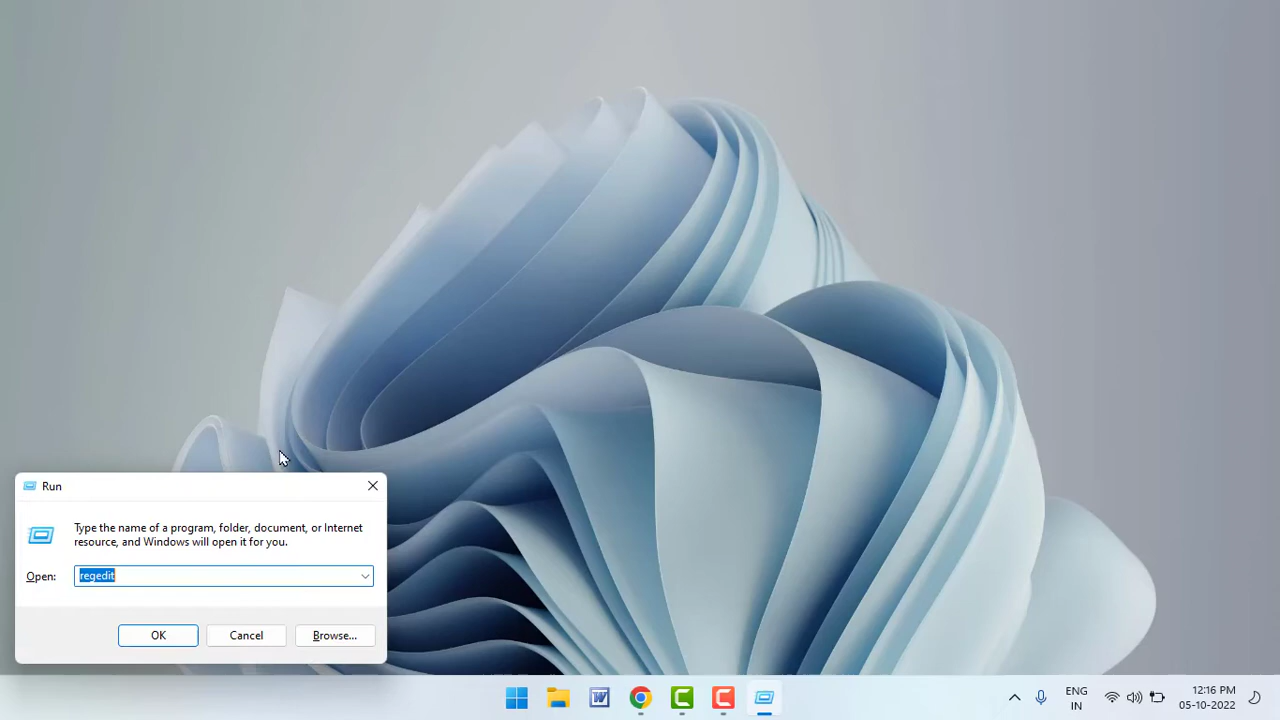 Run
Type the name of a program, folder, document, or Internet
resource, and Windows will open it for you.
Open: regedit
OK Cancel Browse...
ENG
IN
12:16 PM
05-10-2022